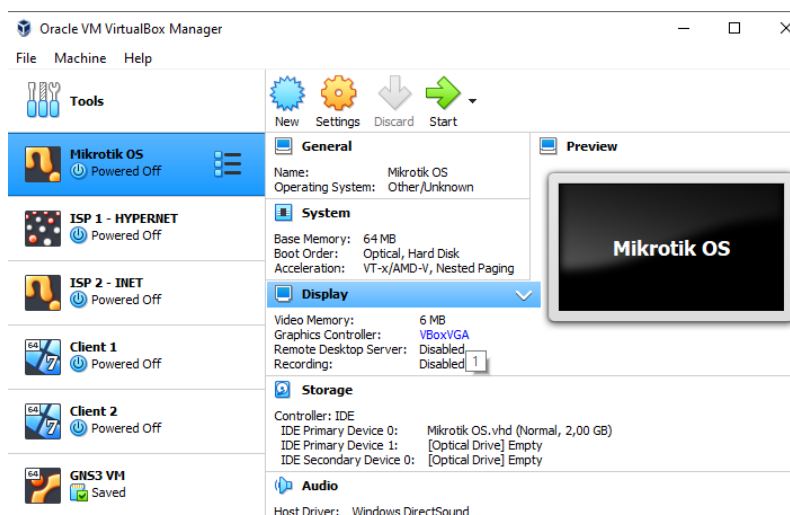 Oracle VM VirtualBox Manager
File Machine Help
Tools
New Settings Discard Start
Mikrotik OS
Powered Off
ISP 1 - HYPERNET
Powered Off
ISP 2 - INET
Powered Off
64
Client 1
Powered Off
64
Client 2
Powered Off
64
GNS3 VM
Saved
General
Name: Mikrotik OS
Operating System: Other/Unknown
System
Base Memory: 64 MB
Boot Order: Optical, Hard Disk
Acceleration: VT-x/AMD-V, Nested Paging
Display
Video Memory: 6 MB
Graphics Controller: VBoxVGA
Remote Desktop Server: Disabled
Recording: Disabled
1
Storage
Controller: IDE
IDE Primary Device 0: Mikrotik OS.vhd (Normal, 2,00 GB)
IDE Primary Device 1: [Optical Drive] Empty
IDE Secondary Device 0: [Optical Drive] Empty
Audio
Host Driver: Windows DirectSound
Preview
Mikrotik OS